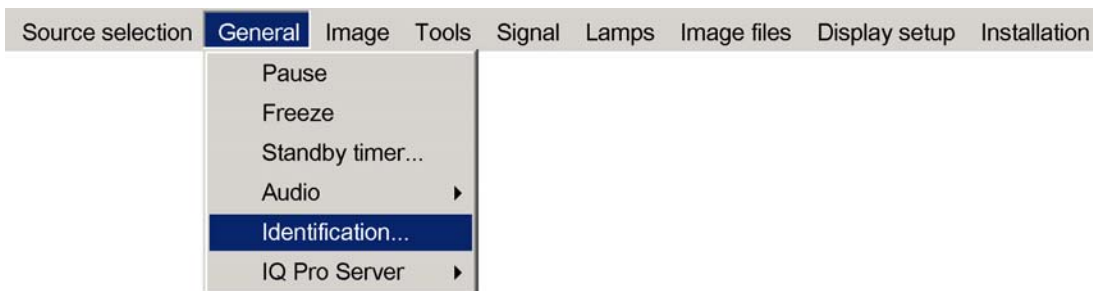 Source selection General Image Tools Signal Lamps Image files Display setup Installation
Pause
Freeze
Standby timer...
Audio
Identification...
IQ Pro Server